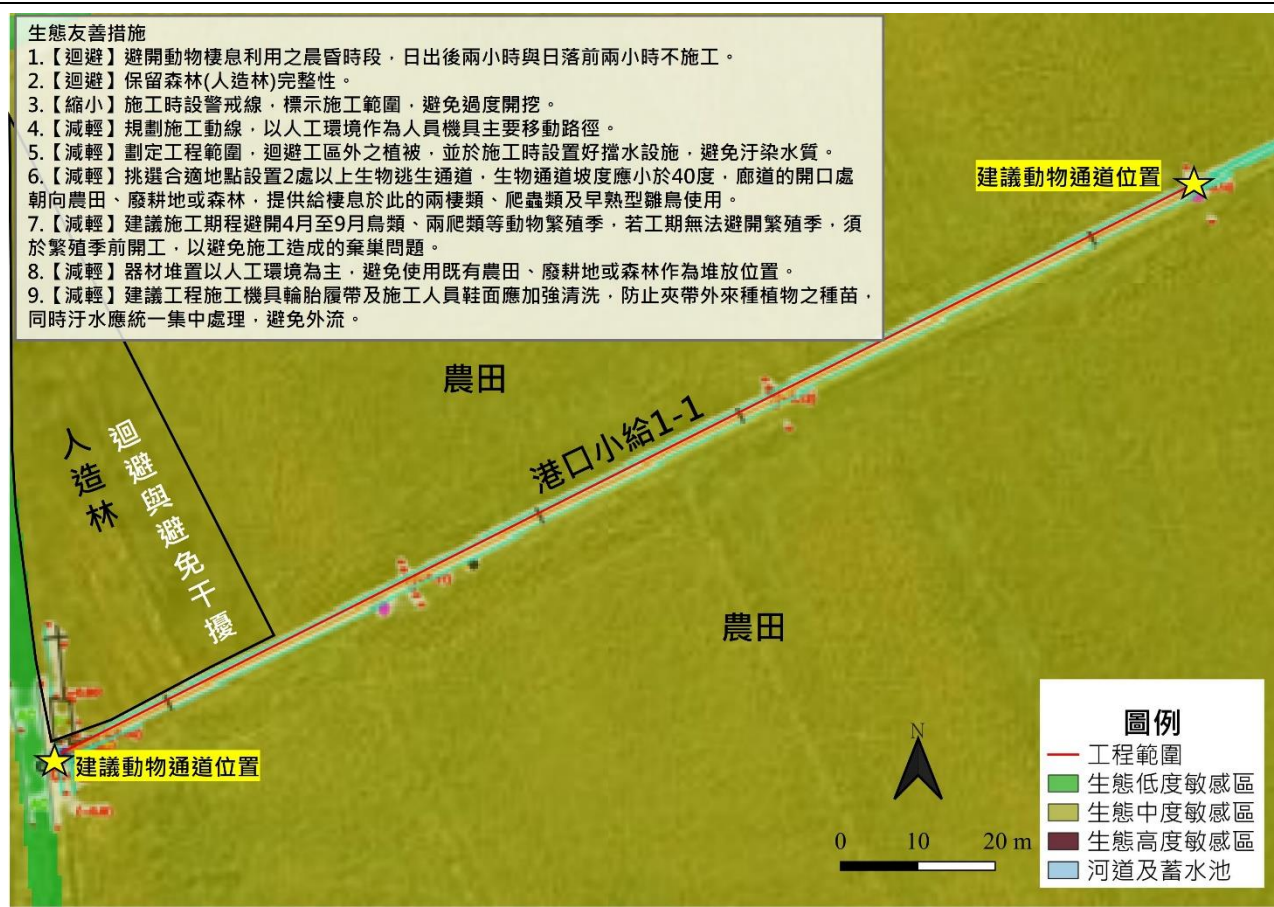 生態友善措施
1.【迴避】避開動物棲息利用之晨昏時段，日出後兩小時與日落前兩小時不施工。
2.【迴避】保留森林(人造林)完整性。
3.【縮小】施工時設警戒線，標示施工範圍，避免過度開挖。
4.【減輕】規劃施工動線，以人工環境作為人員機具主要移動路徑。
5.【減輕】劃定工程範圍，迴避工區外之植被，並於施工時設置好擋水設施，避免汙染水質。
6.【減輕】挑選合適地點設置2處以上生物逃生通道，生物通道坡度應小於40度，廊道的開口處
朝向農田、廢耕地或森林，提供給棲息於此的兩棲類、爬蟲類及早熟型雛鳥使用。
7.【減輕】建議施工期程避開4月至9月鳥類、兩爬類等動物繁殖季，若工期無法避開繁殖季，須
於繁殖季前開工，以避免施工造成的棄巢問題。
8.【減輕】器材堆置以人工環境為主，避免使用既有農田、廢耕地或森林作為堆放位置。
9.【減輕】建議工程施工機具輪胎履帶及施工人員鞋面應加強清洗，防止夾帶外來種植物之種苗，
同時汙水應統一集中處理，避免外流。
建議動物通道位置
農田
港口小給1-1
人造林
迴避與避免干擾
農田
建議動物通道位置
N
0 10 20 m
圖例
工程範圍
生態低度敏感區
生態中度敏感區
生態高度敏感區
河道及蓄水池